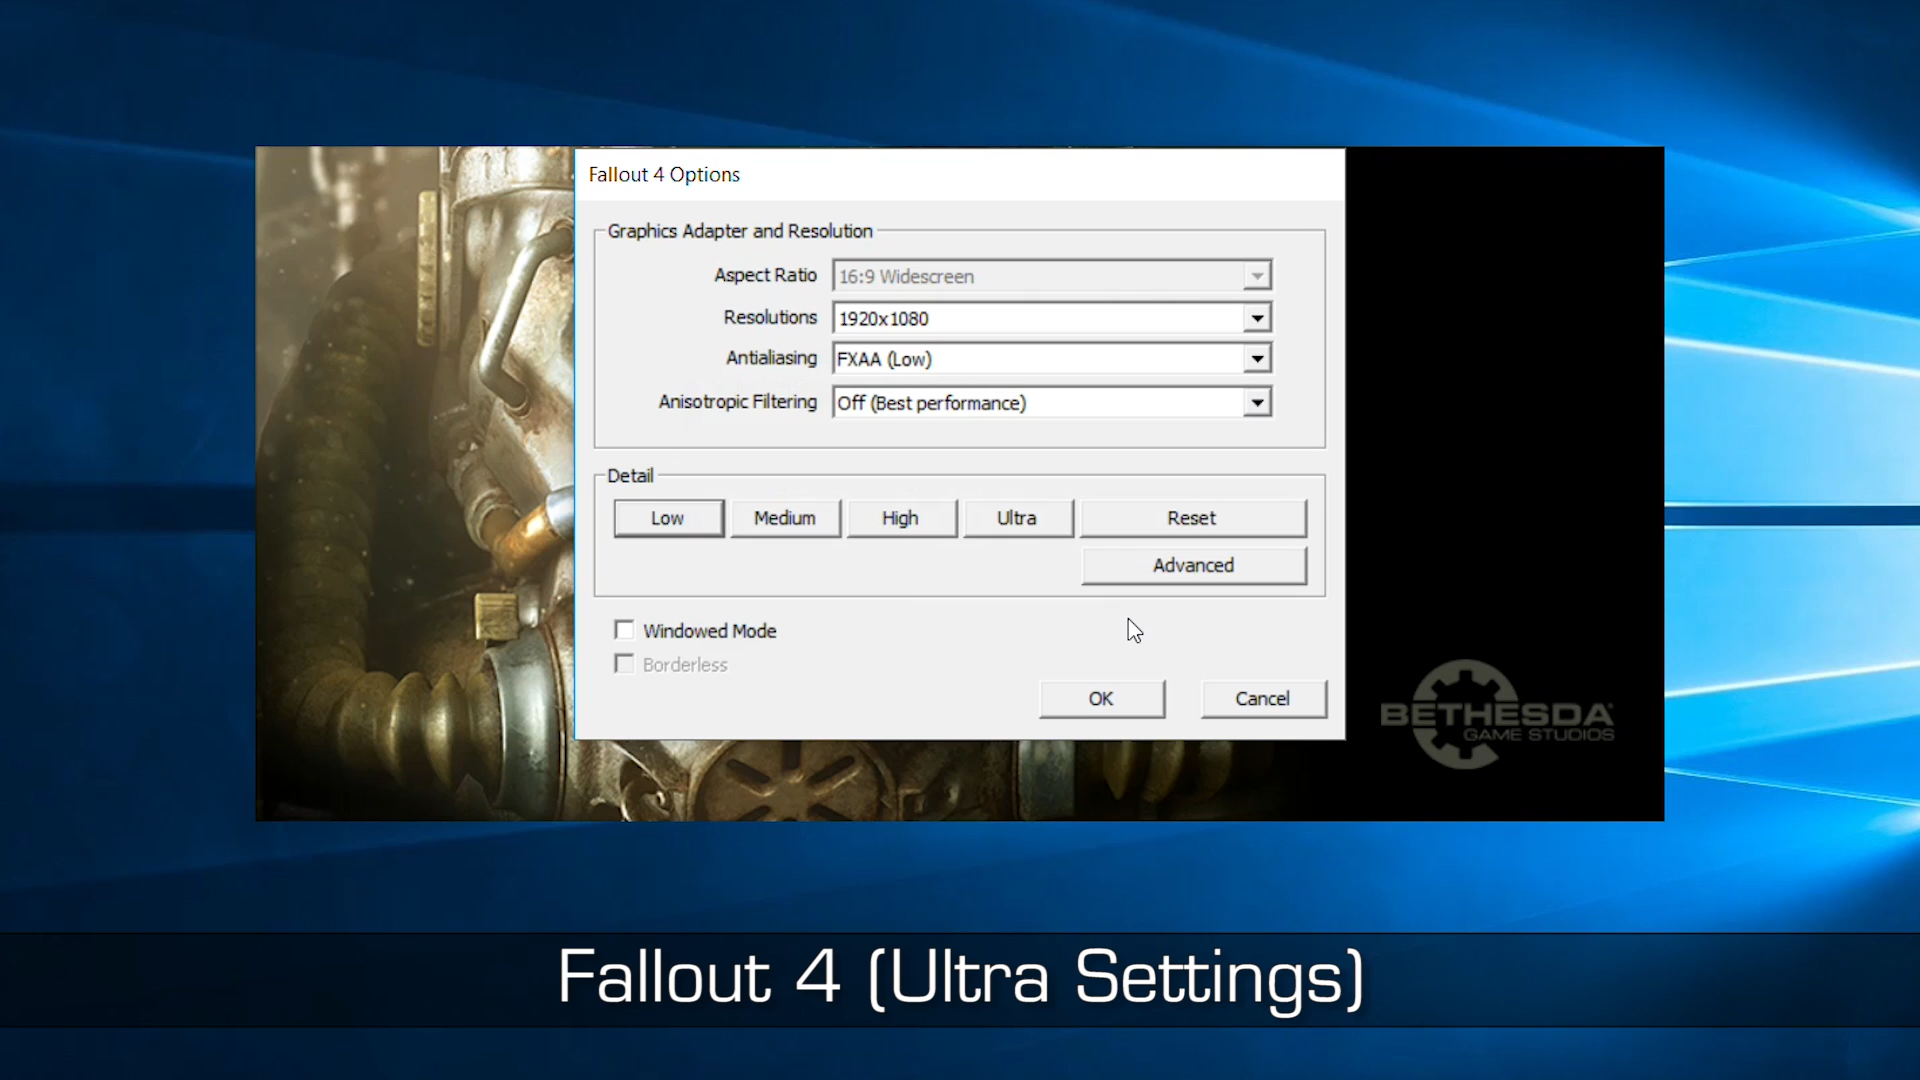 Fallout 4 Options
Graphics Adapter and Resolution
Aspect Ratio 16:9 Widescreen
Resolutions 1920x1080
Antialiasing FXAA (Low)
Anisotropic Filtering Off (Best performance)
Detail
Low Medium High Ultra Reset
Advanced
Windowed Mode
Borderless
OK Cancel
BETHESDA
GAME STUDIOS
Fallout 4 (Ultra Settings)